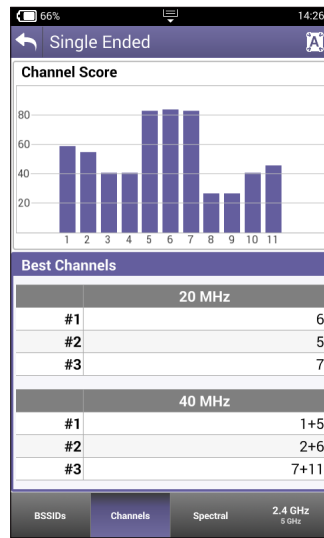 66% 14:26
Single Ended A
Channel Score
80
60
40
20
1 2 3 4 5 6 7 8 9 10 11
Best Channels
20 MHz
#1 6
#2 5
#3 7
40 MHz
#1 1+5
#2 2+6
#3 7+11
BSSIDs Channels Spectral 2.4 GHz
5 GHz